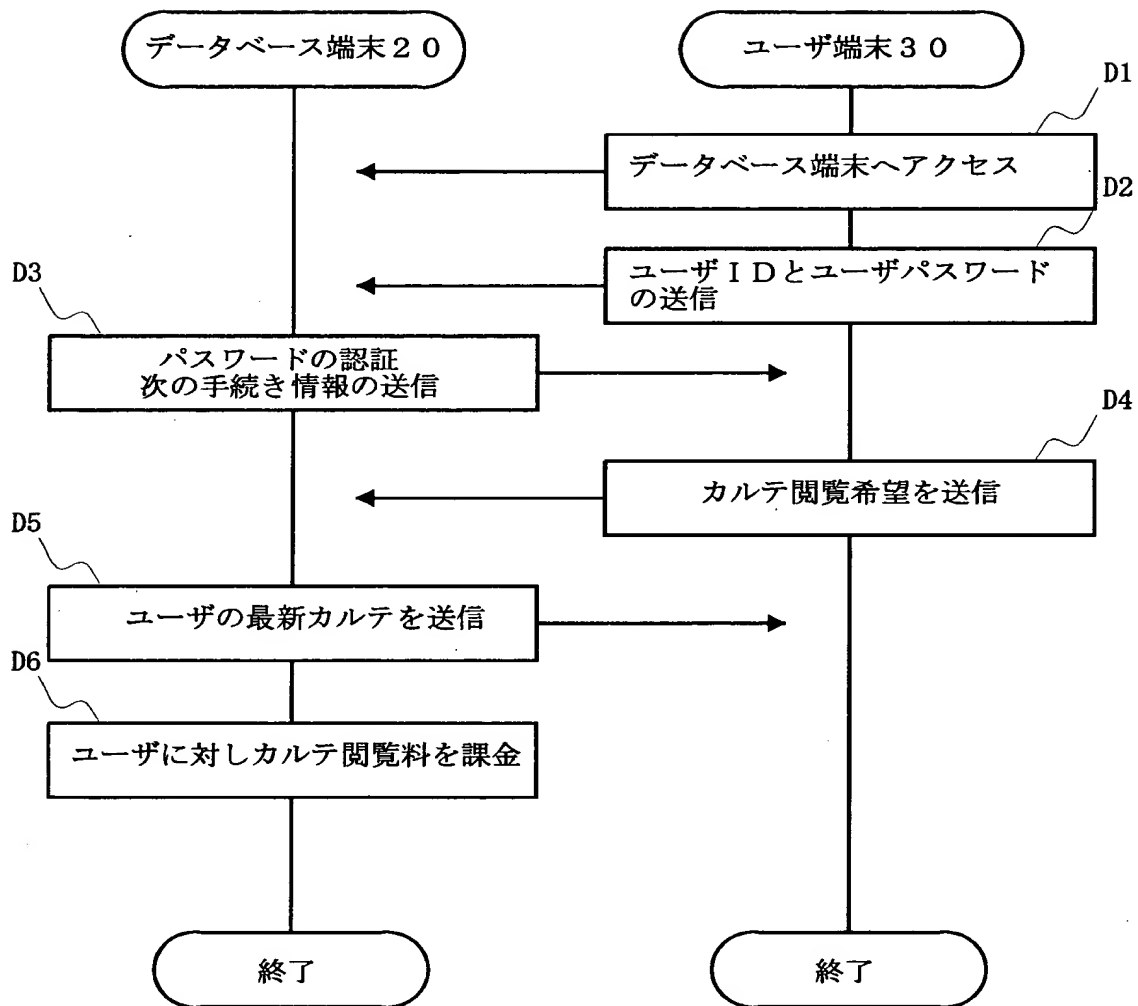 データベース端末２０
ユーザ端末３０
D1
データベース端末へアクセス
D2
ユーザＩＤとユーザパスワード
の送信
D3
パスワードの認証
次の手続き情報の送信
D4
カルテ閲覧希望を送信
D5
ユーザの最新カルテを送信
D6
ユーザに対しカルテ閲覧料を課金
終了
終了